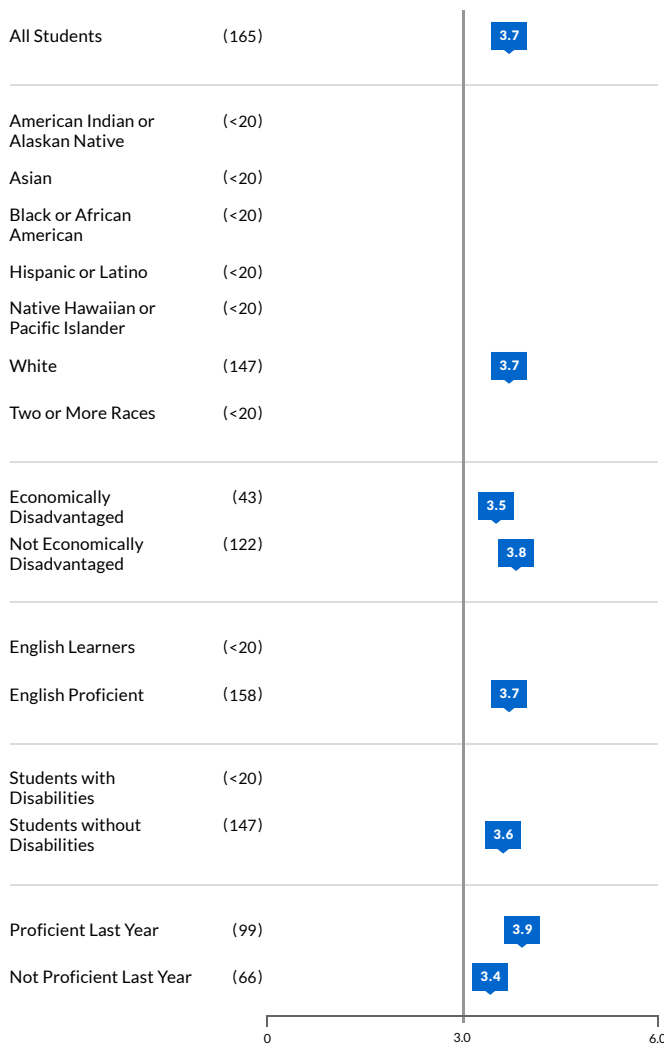 All Students (165) 3.7
American Indian or (<20)
Alaskan Native
Asian (<20)
Black or African (<20)
American
Hispanic or Latino (<20)
Native Hawaiian or (<20)
Pacific Islander
White (147) 3.7
Two or More Races (<20)
Economically (43) 3.5
Disadvantaged
Not Economically (122) 3.8
Disadvantaged
English Learners (<20)
English Proficient (158) 3.7
Students with (<20)
Disabilities
Students without (147) 3.6
Disabilities
Proficient Last Year (99) 3.9
Not Proficient Last Year (66) 3.4
0 3.0 6.0